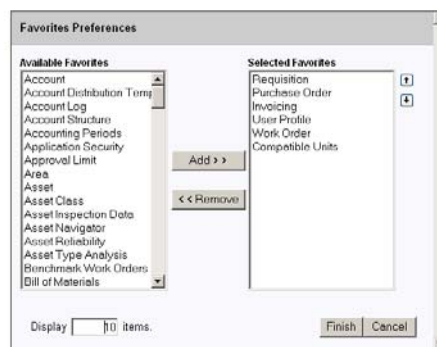 Favorites Preferences
Available Favorites
Account
Account Distribution Temp
Account Log
Account Structure
Accounting Periods
Application Security
Approval Limit
Area
Asset
Asset Class
Asset Inspection Data
Asset Navigator
Asset Reliability
Asset Type Analysis
Benchmark Work Orders
Bill of Materials
Add >>
<< Remove
Selected Favorites
Requisition
Purchase Order
Invoicing
User Profile
Work Order
Compatible Units
Display 10 items.
Finish Cancel